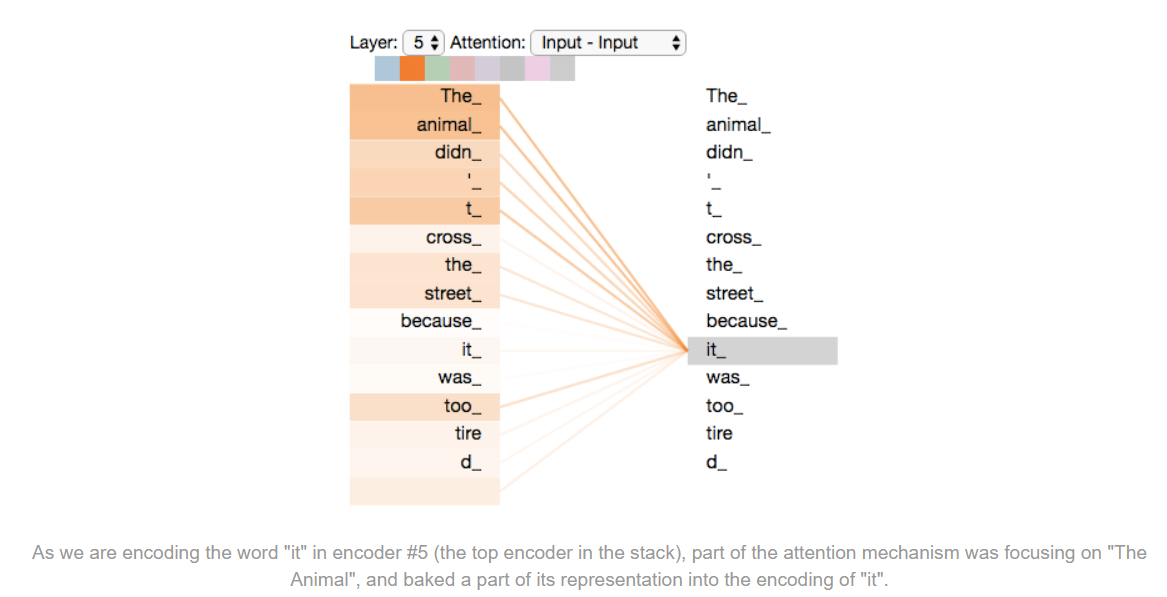 Layer: 5 Attention: Input - Input
The_ The_
animal_ animal_
didn_ didn_
'_ '_
t_ t_
cross_ cross_
the_ the_
street_ street_
because_ because_
it_ it_
was_ was_
too_ too_
tire tire
d_ d_
As we are encoding the word "it" in encoder #5 (the top encoder in the stack), part of the attention mechanism was focusing on "The
Animal", and baked a part of its representation into the encoding of "it".